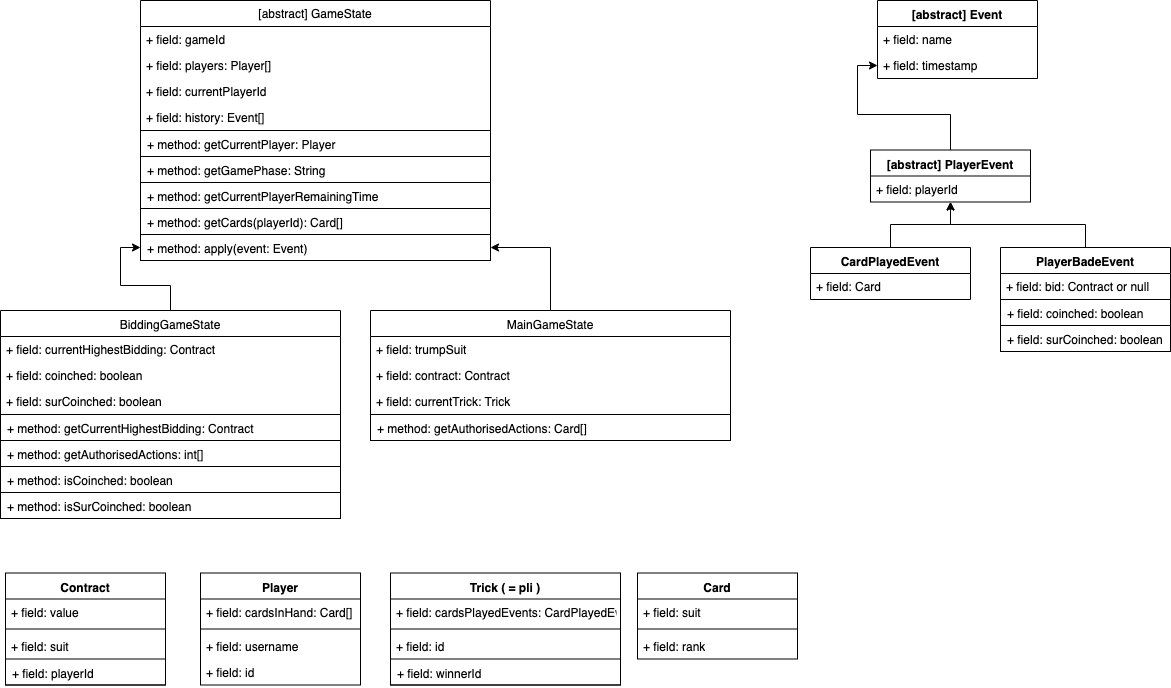 [abstract] GameState
+ field: gameId
+ field: players: Player[]
+ field: currentPlayerId
+ field: history: Event[]
+ method: getCurrentPlayer: Player
+ method: getGamePhase: String
+ method: getCurrentPlayerRemainingTime
+ method: getCards(playerId): Card[]
+ method: apply(event: Event)
[abstract] Event
+ field: name
+ field: timestamp
[abstract] PlayerEvent
+ field: playerId
CardPlayedEvent
+ field: Card
PlayerBadeEvent
+ field: bid: Contract or null
+ field: coinched: boolean
+ field: surCoinched: boolean
BiddingGameState
+ field: currentHighestBidding: Contract
+ field: coinched: boolean
+ field: surCoinched: boolean
+ method: getCurrentHighestBidding: Contract
+ method: getAuthorisedActions: int[]
+ method: isCoinched: boolean
+ method: isSurCoinched: boolean
MainGameState
+ field: trumpSuit
+ field: contract: Contract
+ field: currentTrick: Trick
+ method: getAuthorisedActions: Card[]
Contract
+ field: value
+ field: suit
+ field: playerId
Player
+ field: cardsInHand: Card[]
+ field: username
+ field: id
Trick ( = pli )
+ field: cardsPlayedEvents: CardPlayedEv
+ field: id
+ field: winnerId
Card
+ field: suit
+ field: rank